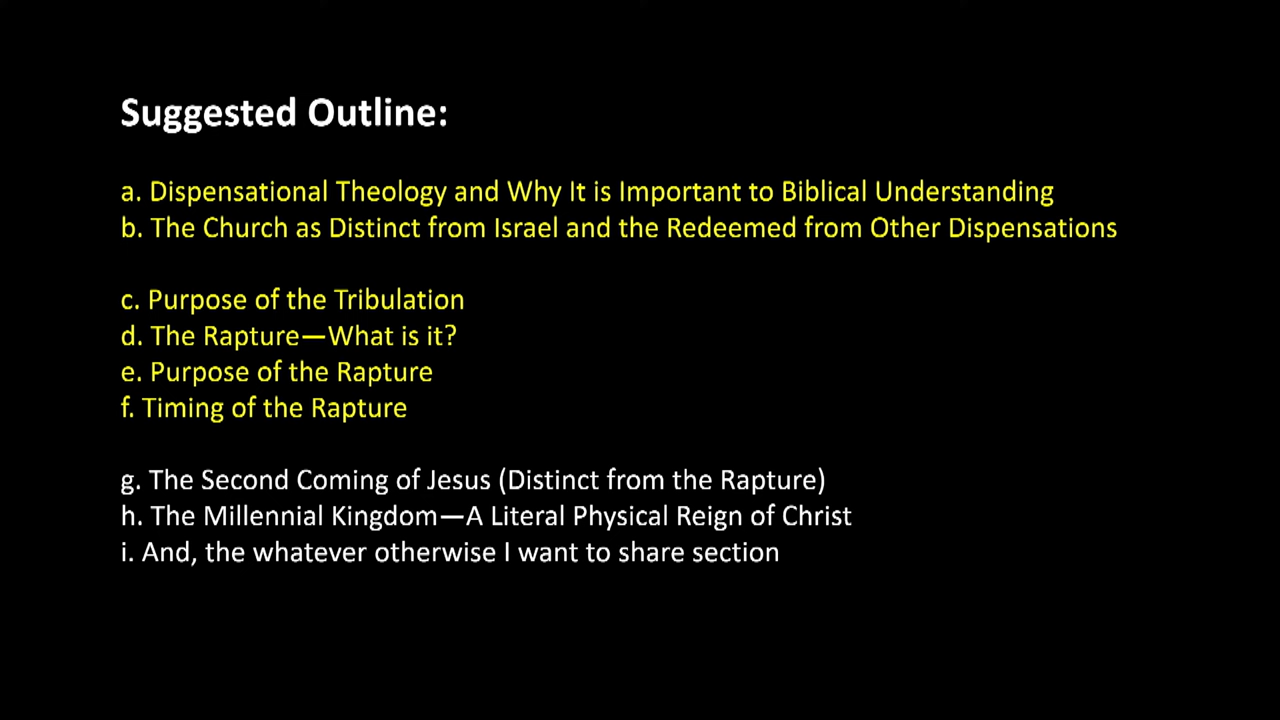 Suggested Outline:
a. Dispensational Theology and Why It is Important to Biblical Understanding
b. The Church as Distinct from Israel and the Redeemed from Other Dispensations
c. Purpose of the Tribulation
d. The Rapture—What is it?
e. Purpose of the Rapture
f. Timing of the Rapture
g. The Second Coming of Jesus (Distinct from the Rapture)
h. The Millennial Kingdom—A Literal Physical Reign of Christ
i. And, the whatever otherwise I want to share section